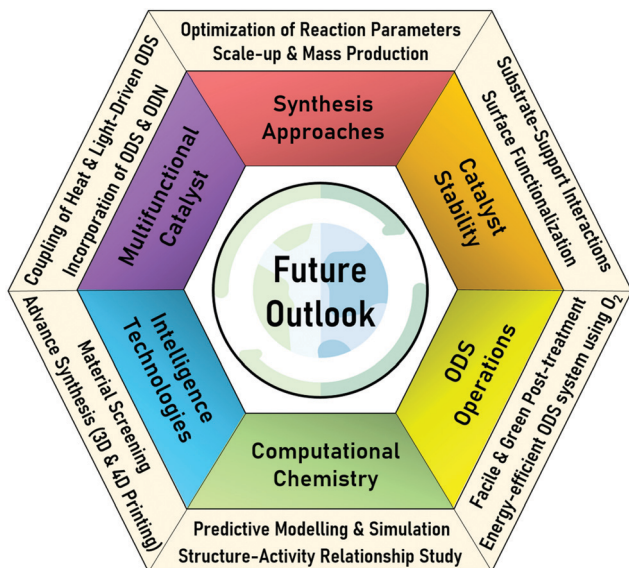 Optimization of Reaction Parameters
Scale-up & Mass Production
Synthesis
Approaches
Substrate-Support Interactions
Surface Functionalization
Catalyst
Stability
Energy-efficient ODS system using O₂
Facile & Green Post-treatment
ODS
Operations
Computational
Chemistry
Predictive Modelling & Simulation
Structure-Activity Relationship Study
Intelligence
Technologies
Material Screening
Advance Synthesis (3D & 4D Printing)
Coupling of Heat & Light-Driven ODS
Incorporation of ODS & ODN
Multifunctional
Catalyst
Future
Outlook